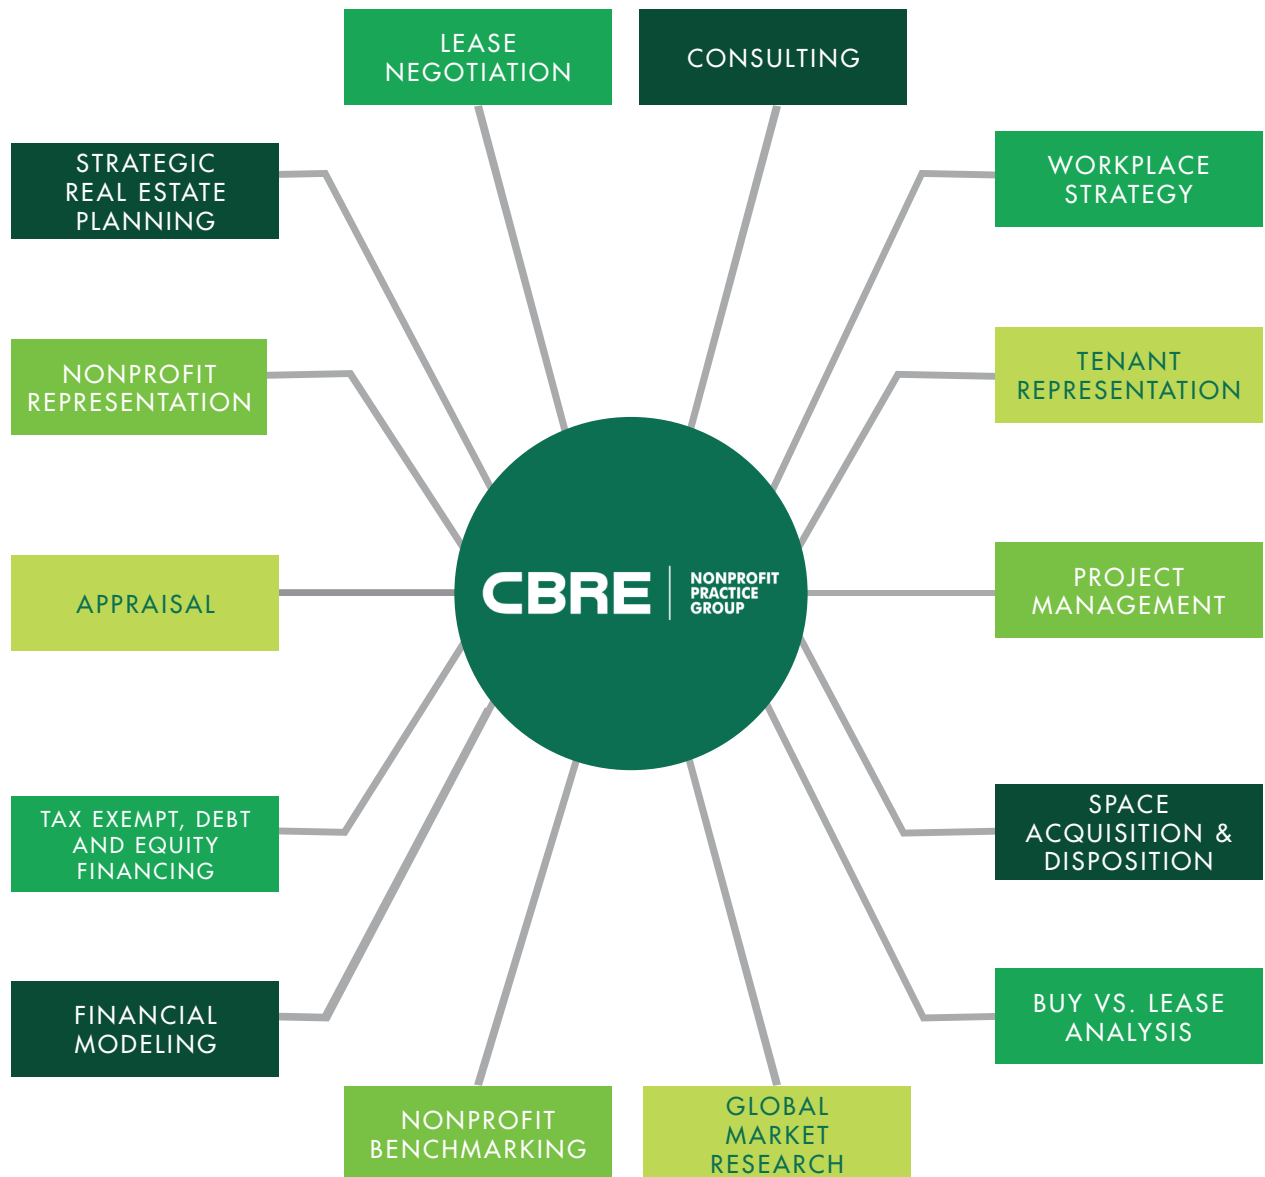 LEASE
NEGOTIATION
CONSULTING
STRATEGIC
REAL ESTATE
PLANNING
WORKPLACE
STRATEGY
NONPROFIT
REPRESENTATION
TENANT
REPRESENTATION
CBRE
NONPROFIT
PRACTICE
GROUP
APPRAISAL
PROJECT
MANAGEMENT
TAX EXEMPT, DEBT
AND EQUITY
FINANCING
SPACE
ACQUISITION &
DISPOSITION
FINANCIAL
MODELING
BUY VS. LEASE
ANALYSIS
NONPROFIT
BENCHMARKING
GLOBAL
MARKET
RESEARCH